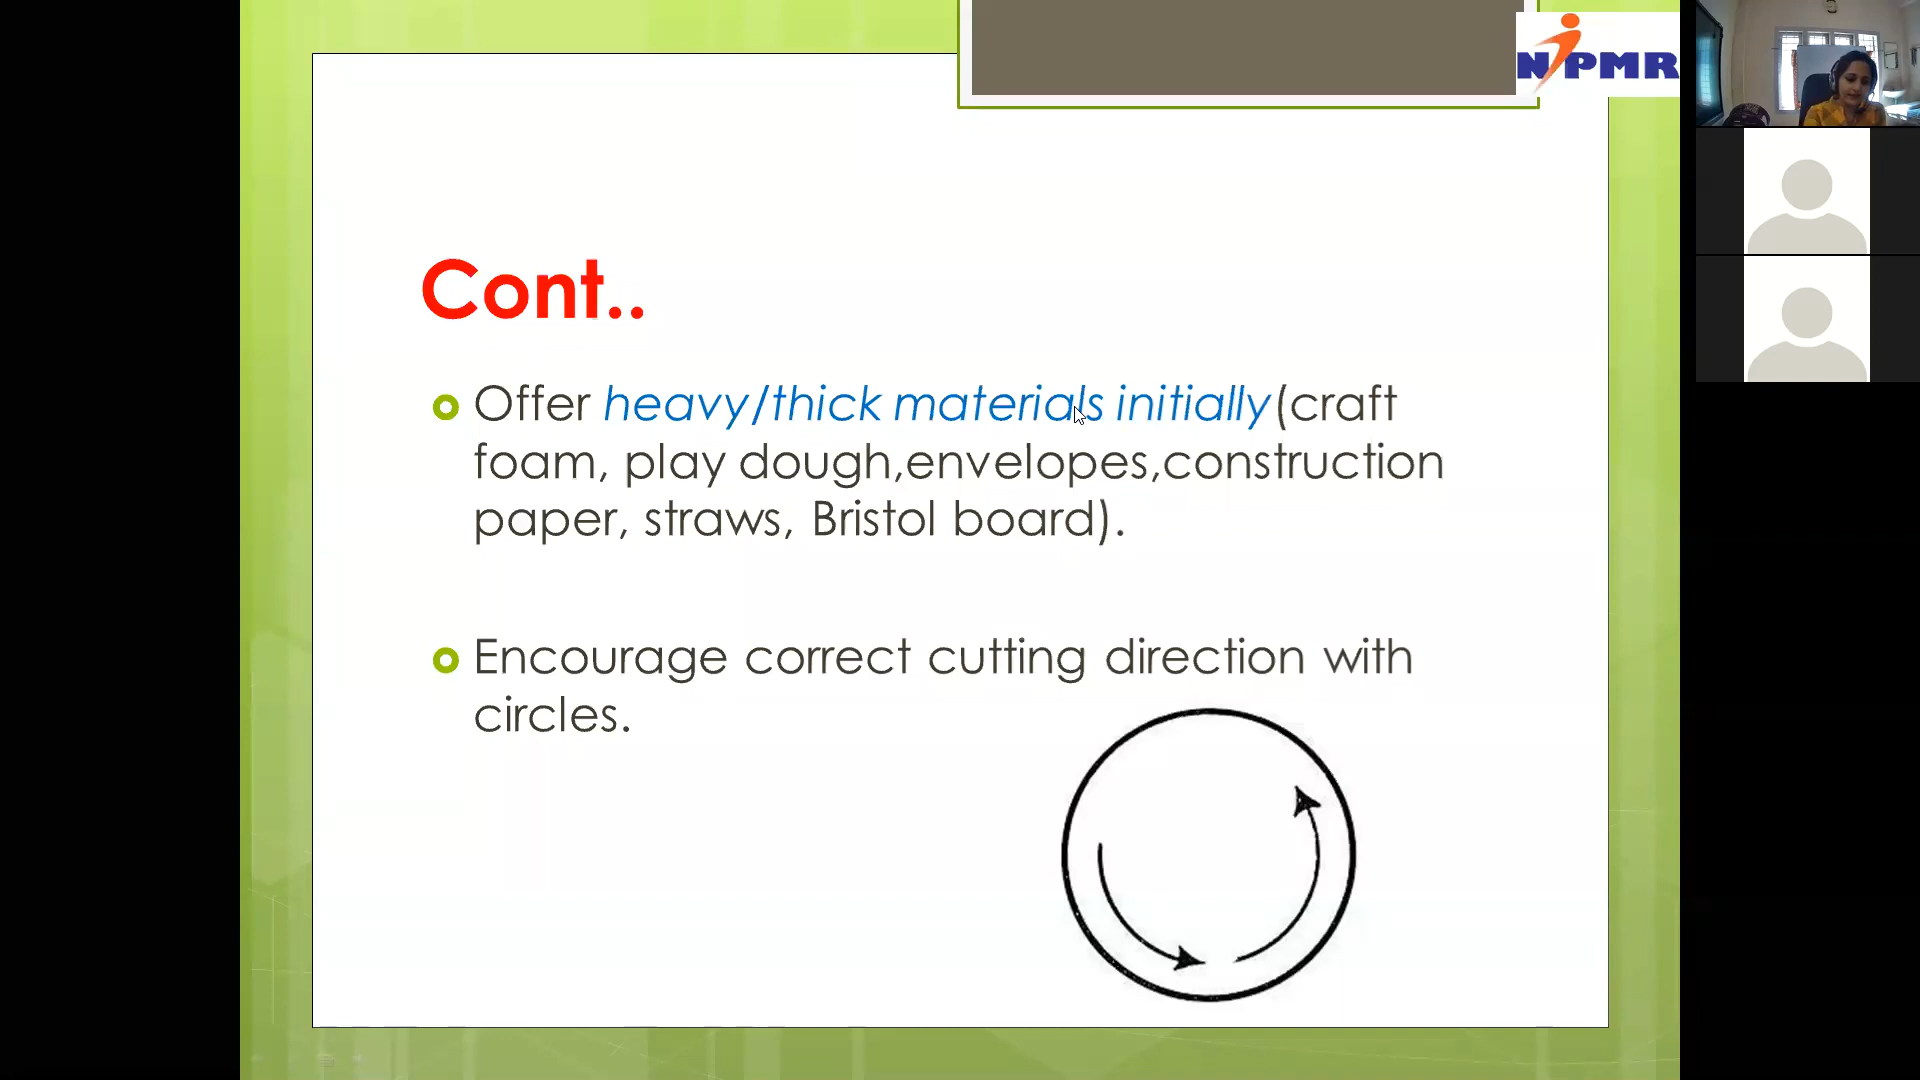 NIPMR
Cont..
Offer heavy/thick materials initially(craft
foam, play dough,envelopes,construction
paper, straws, Bristol board).
Encourage correct cutting direction with
circles.